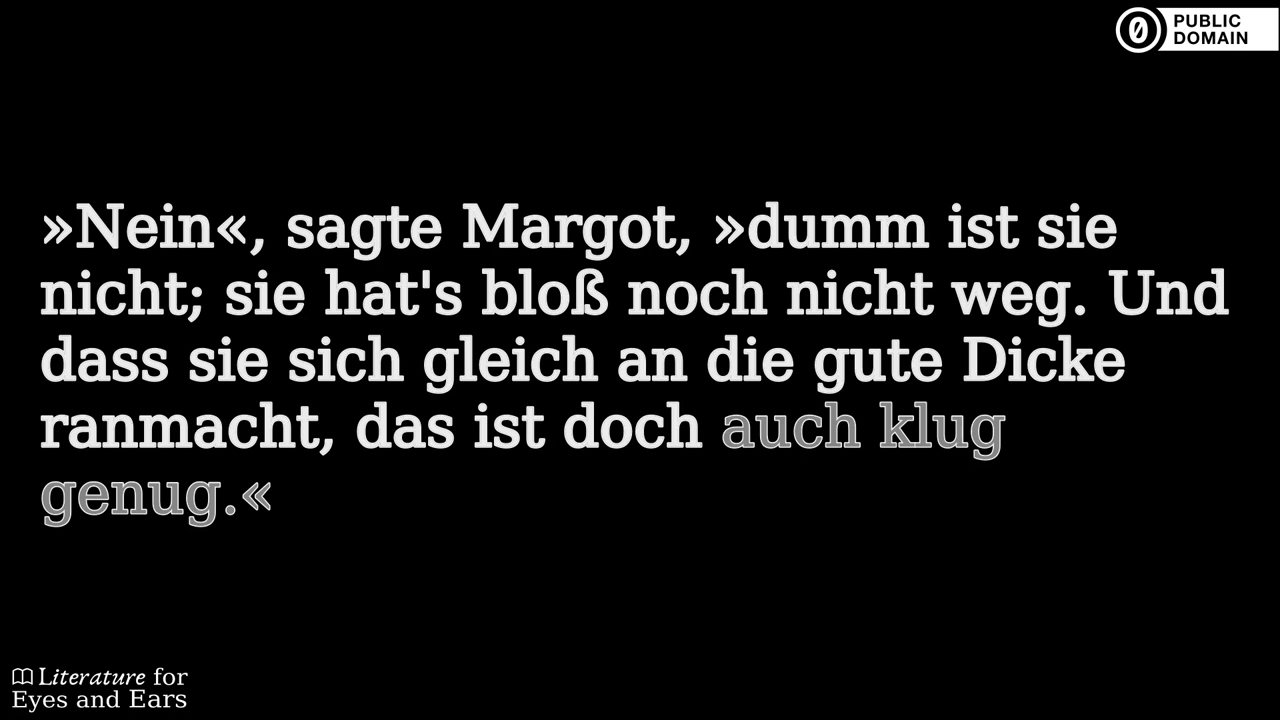 PUBLIC
DOMAIN
»Nein«, sagte Margot, »dumm ist sie
nicht; sie hat's bloß noch nicht weg. Und
dass sie sich gleich an die gute Dicke
ranmacht, das ist doch auch klug
genug.«
Literature for
Eyes and Ears